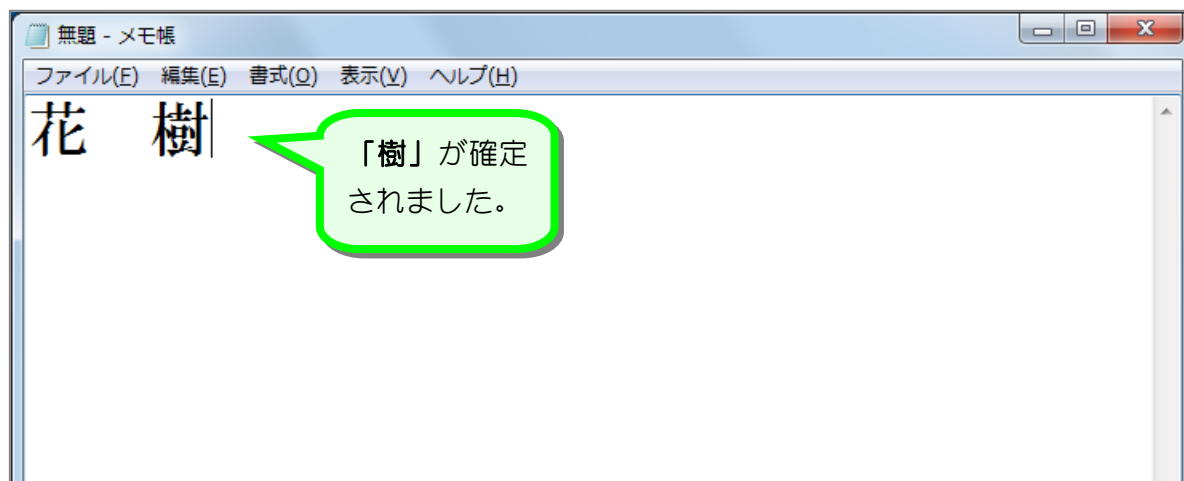 無題 - メモ帳
ファイル(F) 編集(E) 書式(O) 表示(V) ヘルプ(H)
花　樹
「樹」が確定
されました。